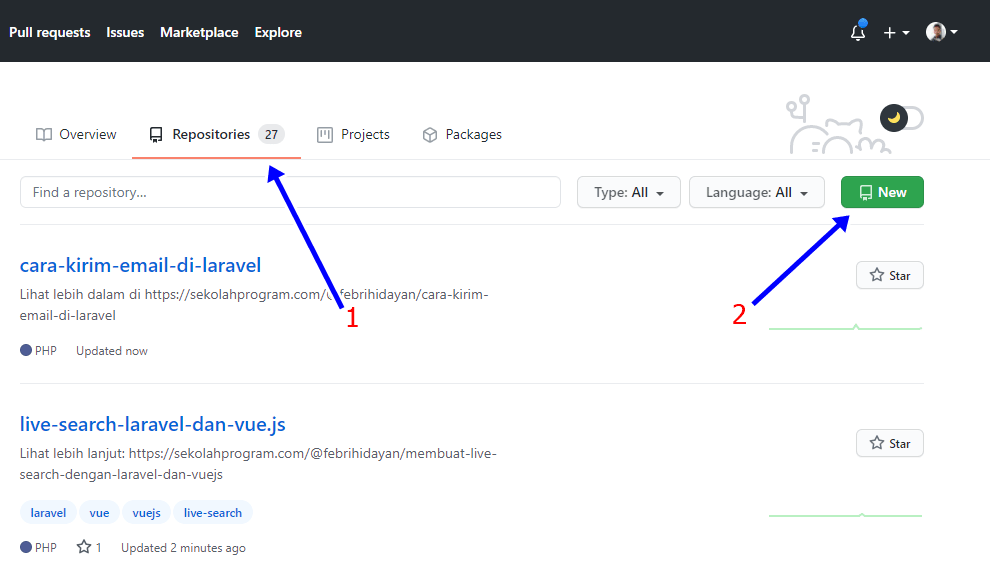 Pull requests Issues Marketplace Explore
Overview Repositories 27 Projects Packages
Find a repository... Type: All Language: All New
cara-kirim-email-di-laravel
Star
Lihat lebih dalam di https://sekolahprogram.com/@febrihidayan/cara-kirim-
email-di-laravel
1
2
PHP Updated now
live-search-laravel-dan-vue.js
Star
Lihat lebih lanjut: https://sekolahprogram.com/@febrihidayan/membuat-live-
search-dengan-laravel-dan-vuejs
laravel vue vuejs live-search
PHP 1 Updated 2 minutes ago